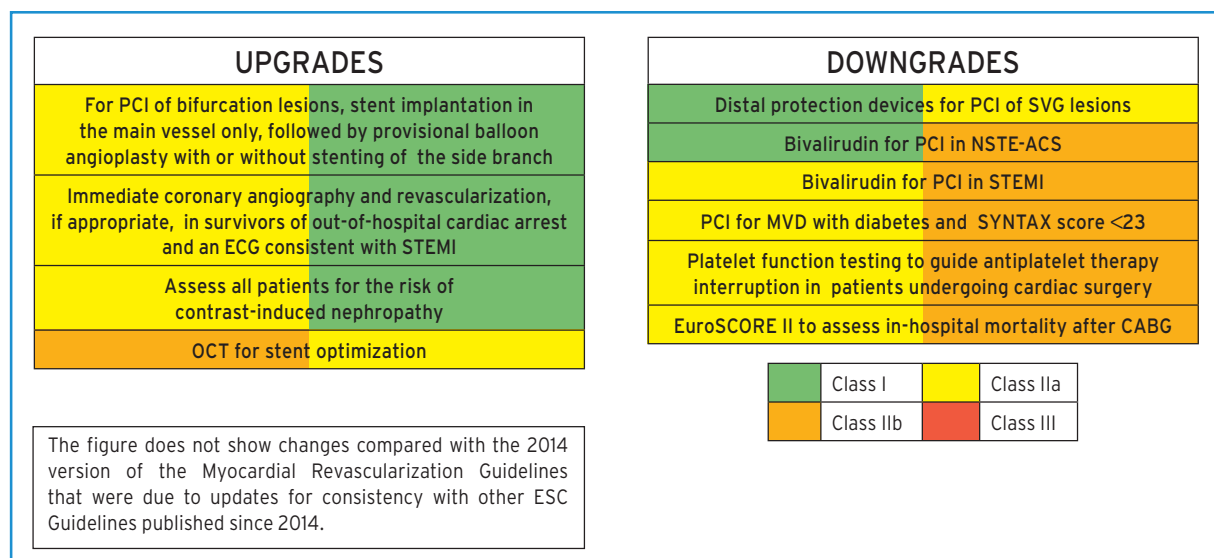 UPGRADES
For PCI of bifurcation lesions, stent implantation in
the main vessel only, followed by provisional balloon
angioplasty with or without stenting of the side branch
Immediate coronary angiography and revascularization,
if appropriate, in survivors of out-of-hospital cardiac arrest
and an ECG consistent with STEMI
Assess all patients for the risk of
contrast-induced nephropathy
OCT for stent optimization
The figure does not show changes compared with the 2014
version of the Myocardial Revascularization Guidelines
that were due to updates for consistency with other ESC
Guidelines published since 2014.
DOWNGRADES
Distal protection devices for PCI of SVG lesions
Bivalirudin for PCI in NSTE-ACS
Bivalirudin for PCI in STEMI
PCI for MVD with diabetes and SYNTAX score <23
Platelet function testing to guide antiplatelet therapy
interruption in patients undergoing cardiac surgery
EuroSCORE II to assess in-hospital mortality after CABG
Class I
Class IIa
Class IIb
Class III